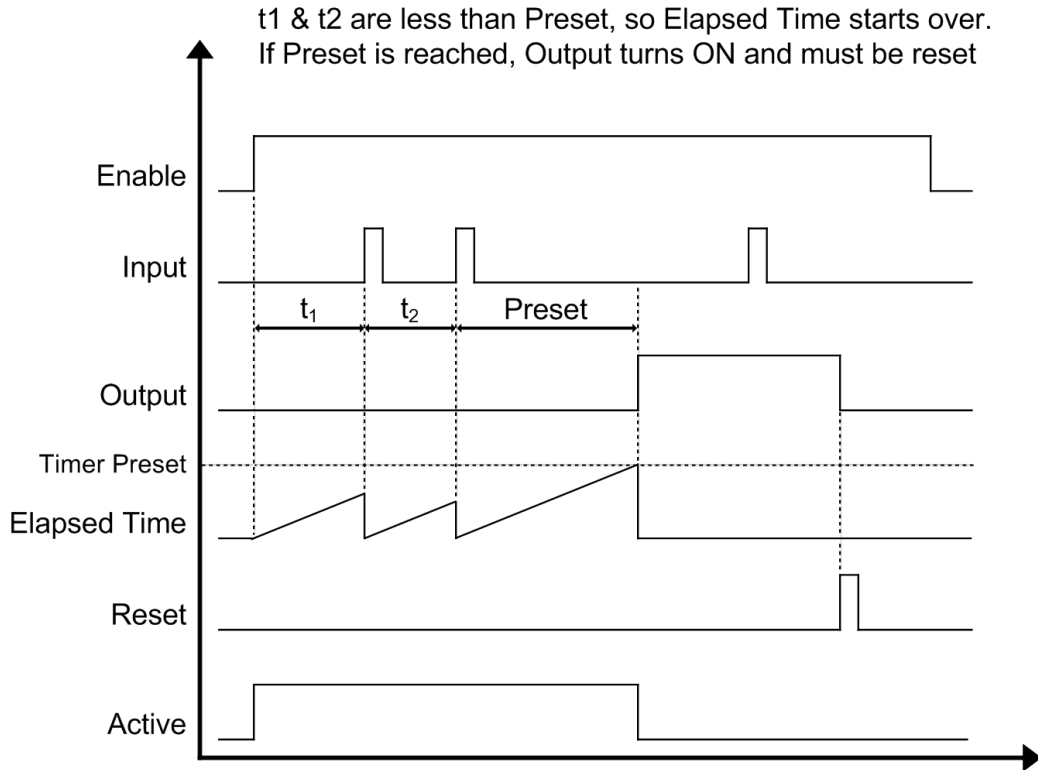 t1 & t2 are less than Preset, so Elapsed Time starts over.
If Preset is reached, Output turns ON and must be reset
Enable
Input
t₁
t₂
Preset
Output
Timer Preset
Elapsed Time
Reset
Active